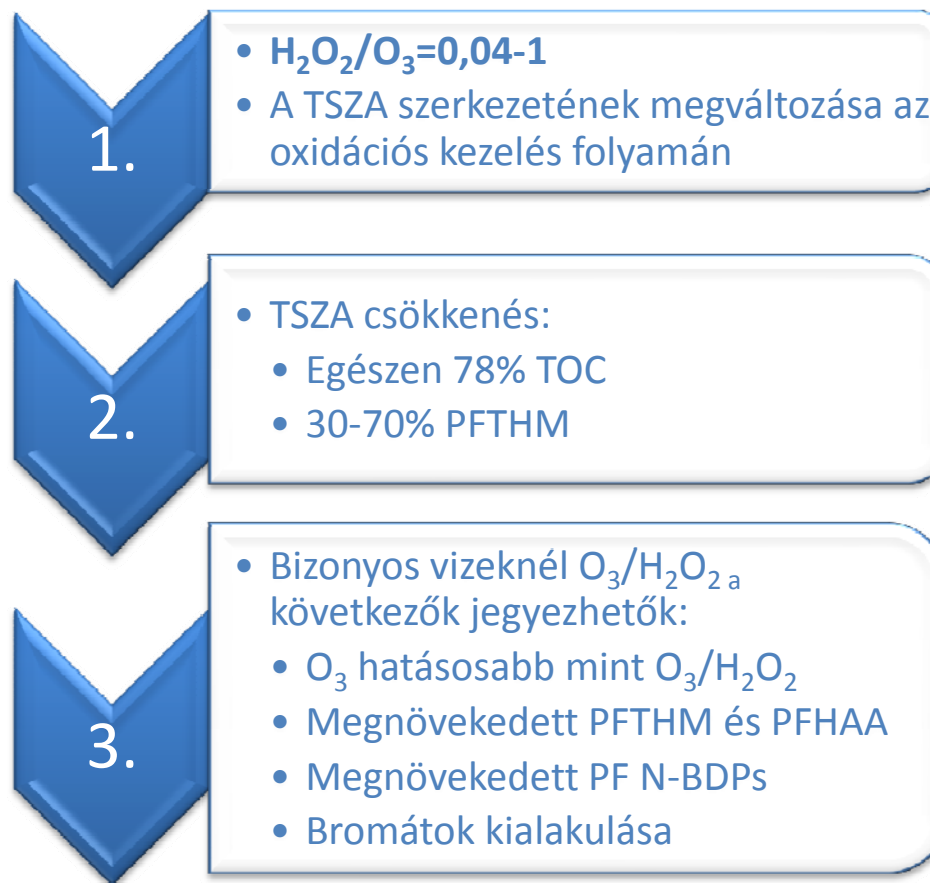 1.
• H₂O₂/O₃=0,04-1
• A TSZA szerkezetének megváltozása az
oxidációs kezelés folyamán
2.
• TSZA csökkenés:
• Egészen 78% TOC
• 30-70% PFTHM
3.
• Bizonyos vizeknél O₃/H₂O₂ a
következők jegyezhetők:
• O₃ hatásosabb mint O₃/H₂O₂
• Megnövekedett PFTHM és PFHAA
• Megnövekedett PF N-BDPs
• Bromátok kialakulása